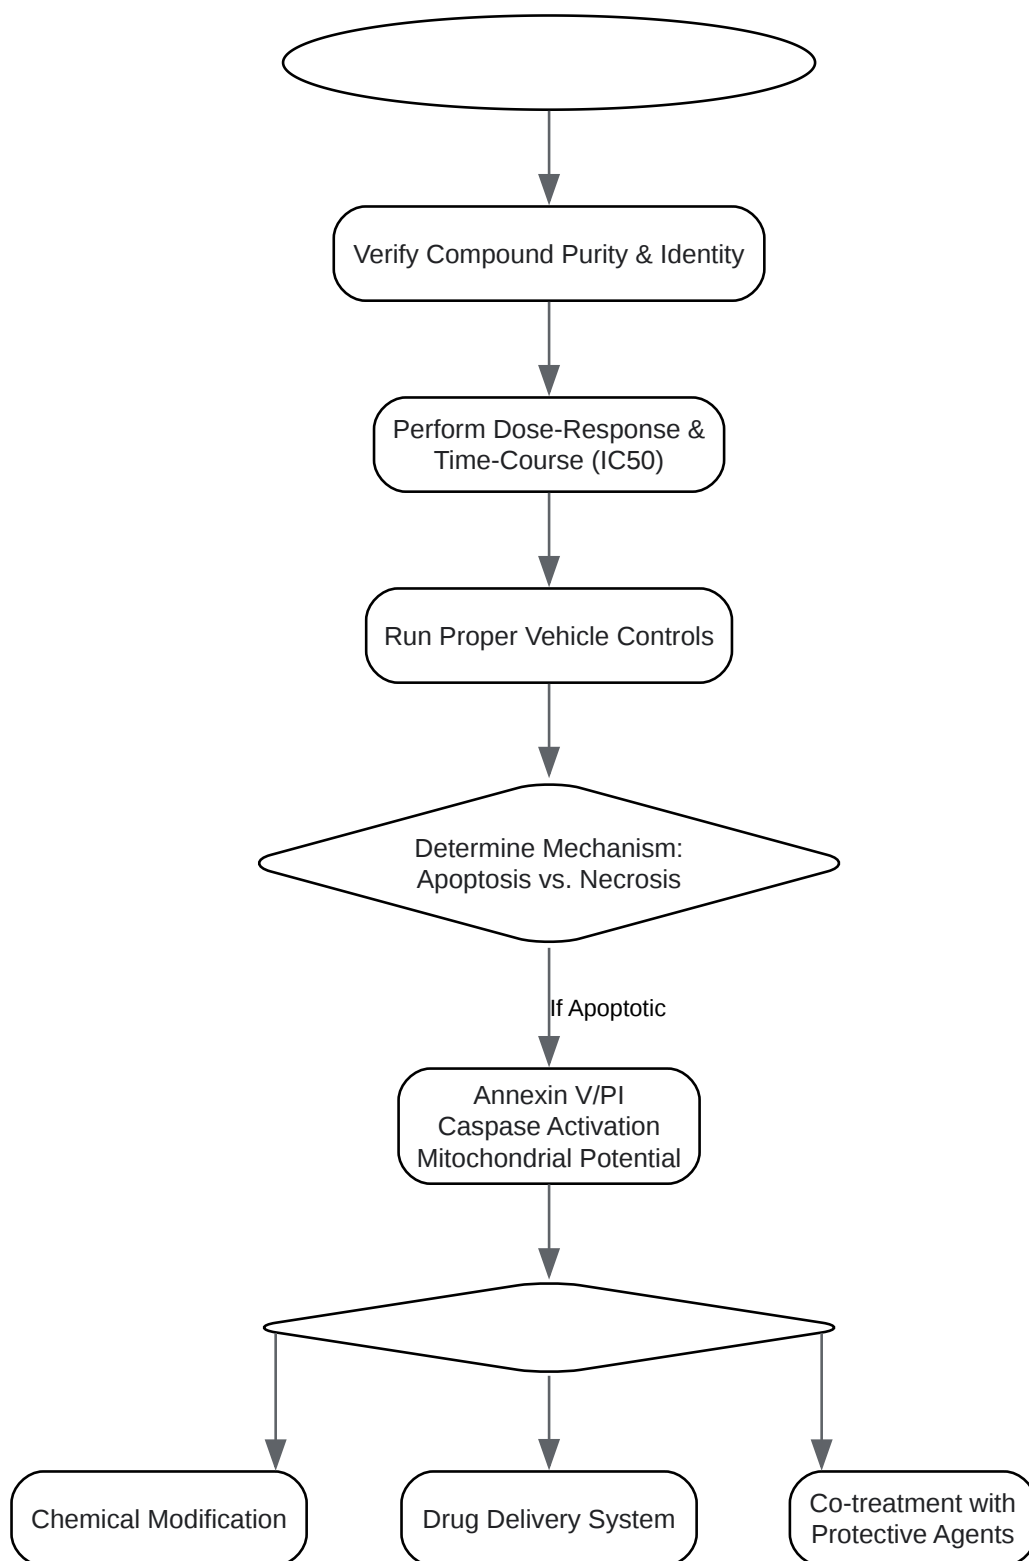 Verify Compound Purity & Identity
Perform Dose-Response &
Time-Course (IC50)
Run Proper Vehicle Controls
Determine Mechanism:
Apoptosis vs. Necrosis
If Apoptotic
Annexin V/PI
Caspase Activation
Mitochondrial Potential
Chemical Modification
Drug Delivery System
Co-treatment with
Protective Agents